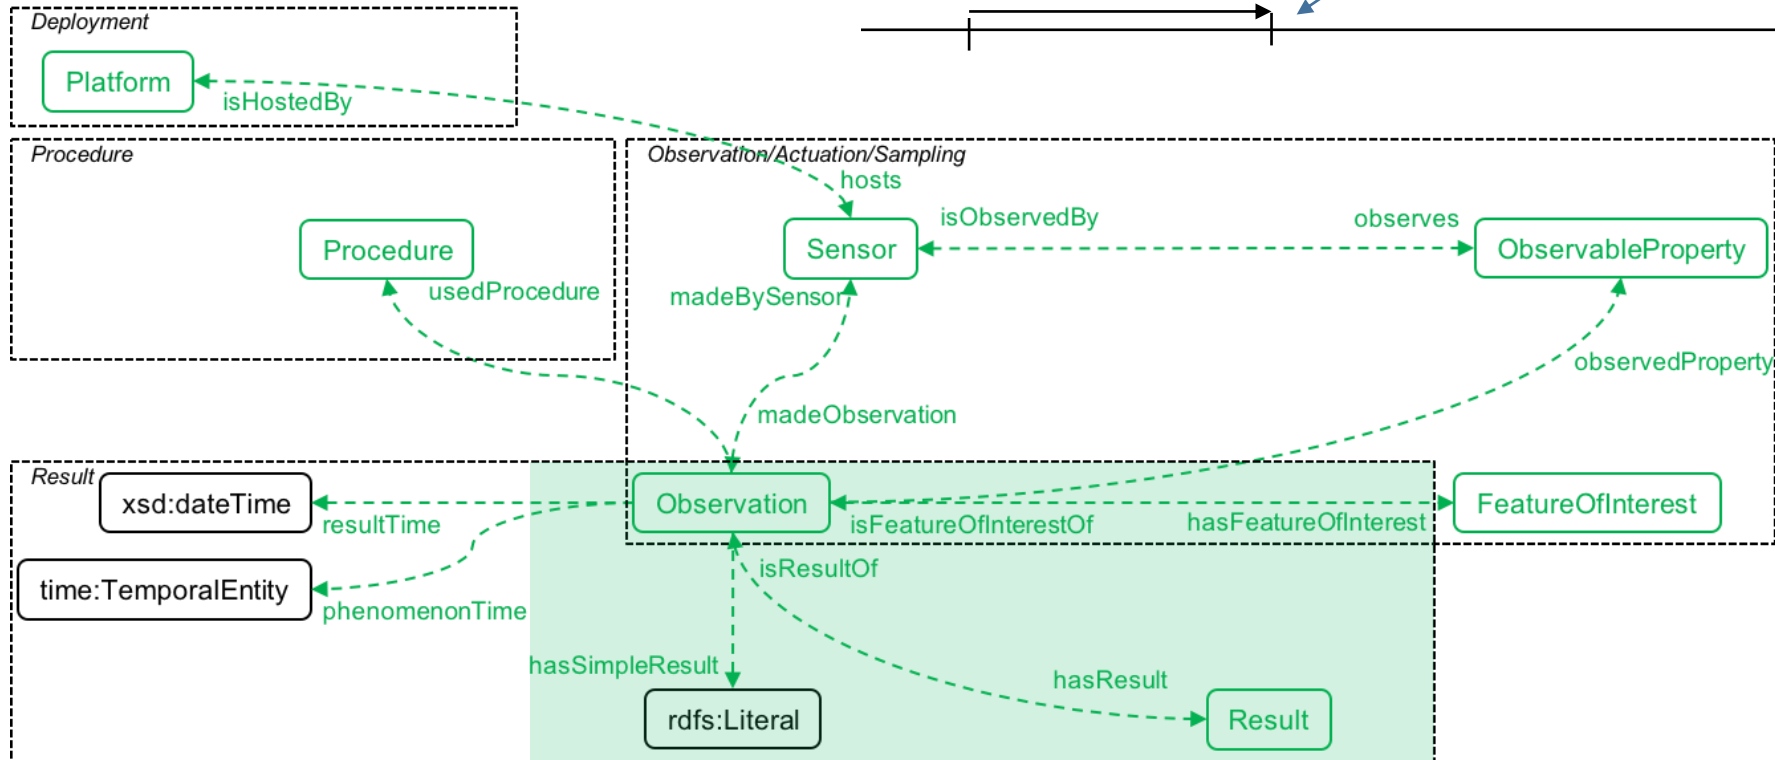 Deployment
Platform
isHostedBy
Procedure
Observation/Actuation/Sampling
hosts
isObservedBy
observes
Procedure
Sensor
ObservableProperty
usedProcedure
madeBySensor
observedProperty
madeObservation
Result
xsd:dateTime
Observation
FeatureOfInterest
resultTime
isFeatureOfInterestOf
hasFeatureOfInterest
isResultOf
time:TemporalEntity
phenomenonTime
hasSimpleResult
hasResult
rdfs:Literal
Result